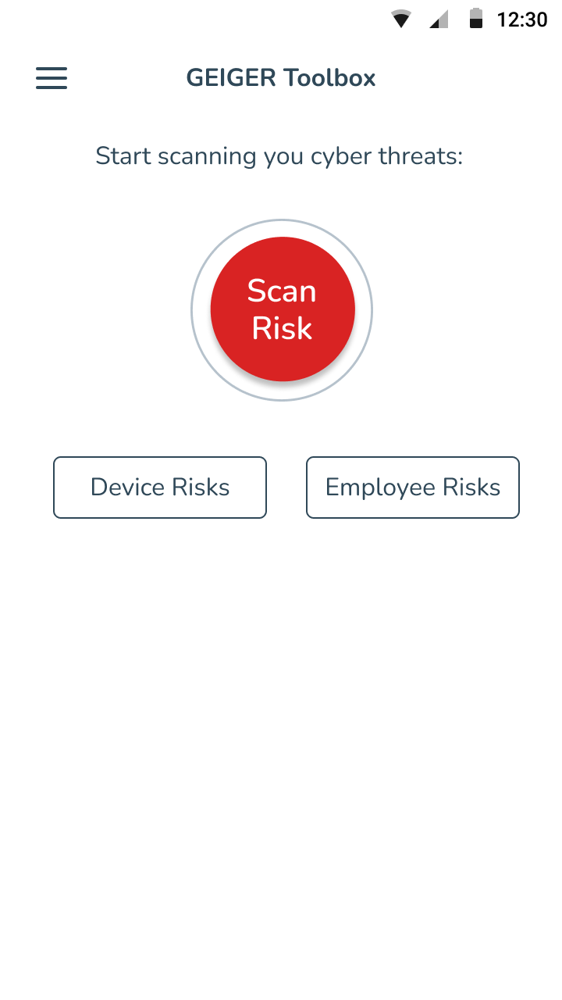 12:30
GEIGER Toolbox
Start scanning you cyber threats:
Scan
Risk
Device Risks
Employee Risks